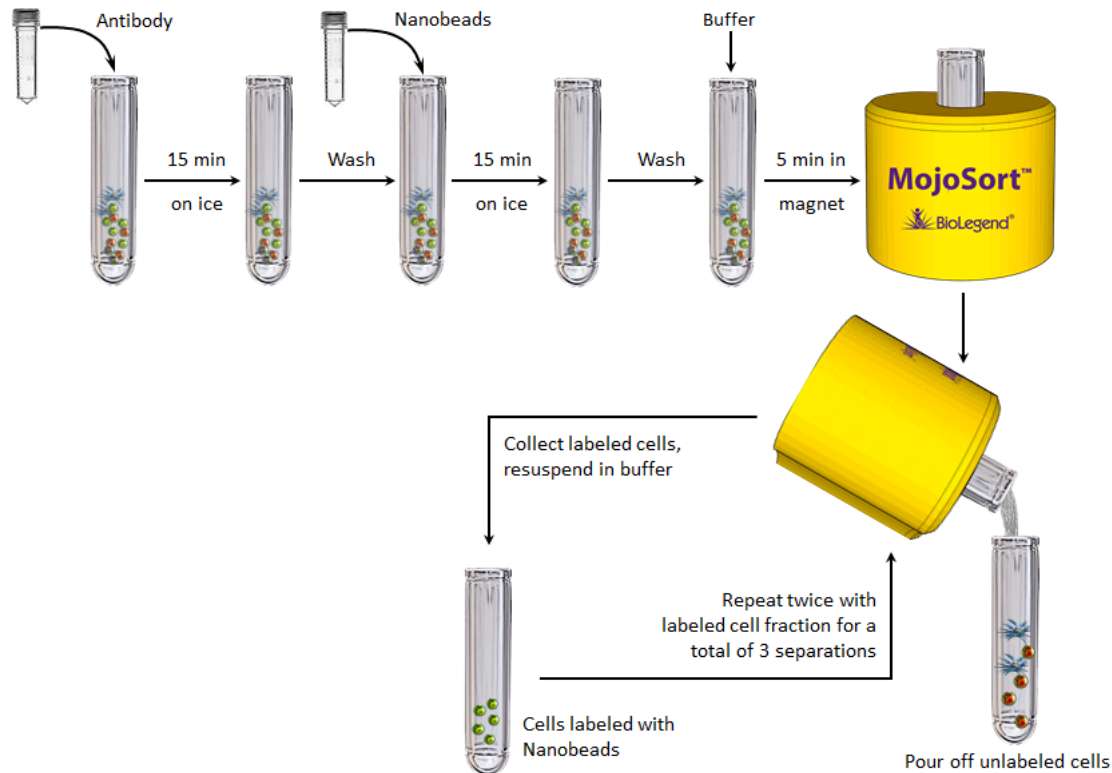 Antibody
Nanobeads
Buffer
15 min
on ice
Wash
15 min
on ice
Wash
5 min in
magnet
MojoSort™
BioLegend®
Collect labeled cells,
resuspend in buffer
Repeat twice with
labeled cell fraction for a
total of 3 separations
Cells labeled with
Nanobeads
Pour off unlabeled cells